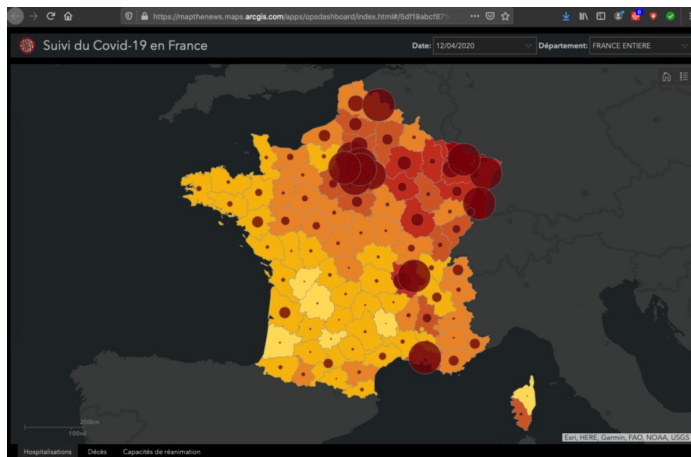 https://mapthenews.maps.arcgis.com/apps/opsdashboard/index.html#/5df19abcf87
Suivi du Covid-19 en France
Date: 12/04/2020
Département: FRANCE ENTIERE
200km
100mi
Esri, HERE, Garmin, FAO, NOAA, USGS
Hospitalisations Décès Capacités de réanimation